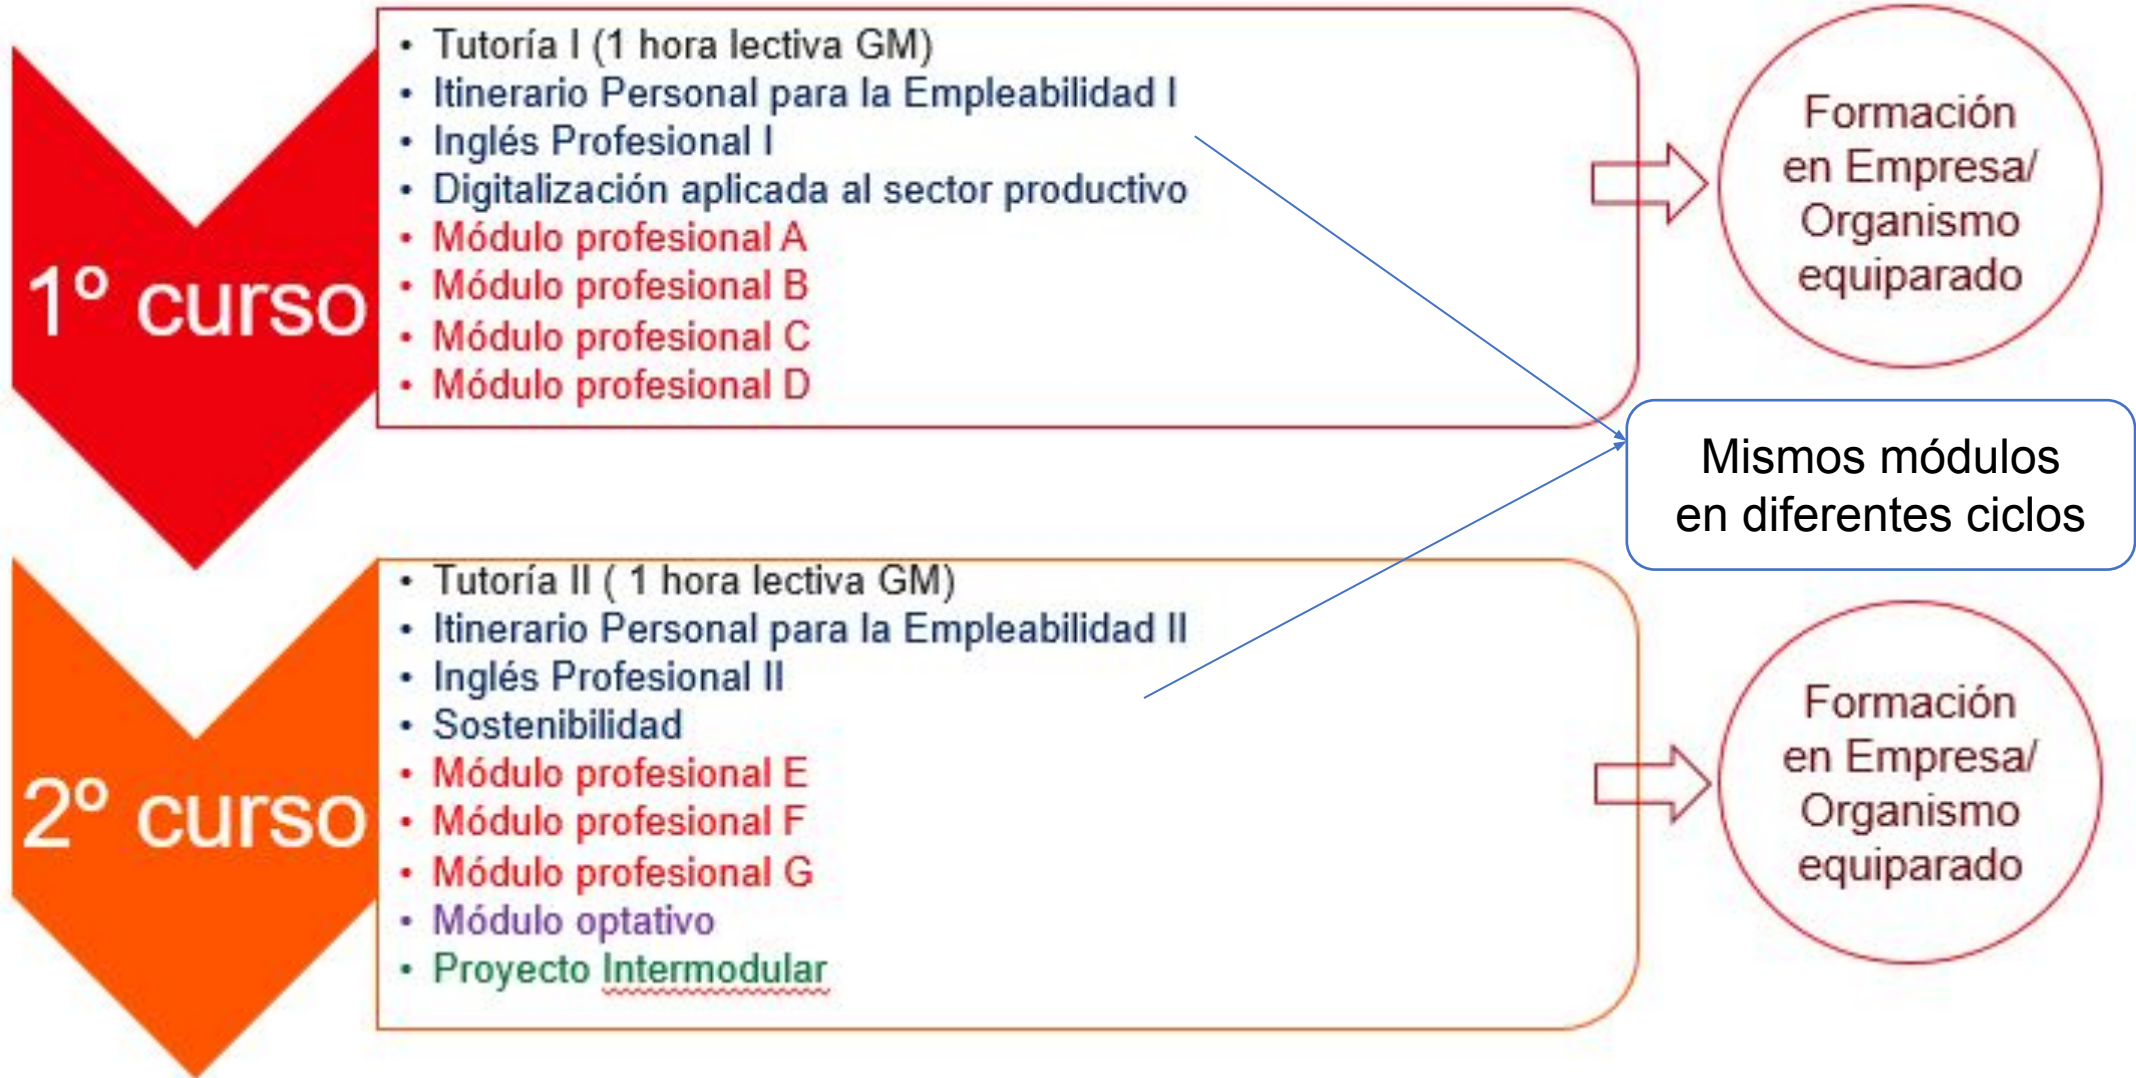 1º curso
• Tutoría I (1 hora lectiva GM)
• Itinerario Personal para la Empleabilidad I
• Inglés Profesional I
• Digitalización aplicada al sector productivo
• Módulo profesional A
• Módulo profesional B
• Módulo profesional C
• Módulo profesional D
Formación
en Empresa/
Organismo
equiparado
Mismos módulos
en diferentes ciclos
2º curso
• Tutoría II ( 1 hora lectiva GM)
• Itinerario Personal para la Empleabilidad II
• Inglés Profesional II
• Sostenibilidad
• Módulo profesional E
• Módulo profesional F
• Módulo profesional G
• Módulo optativo
• Proyecto Intermodular
Formación
en Empresa/
Organismo
equiparado